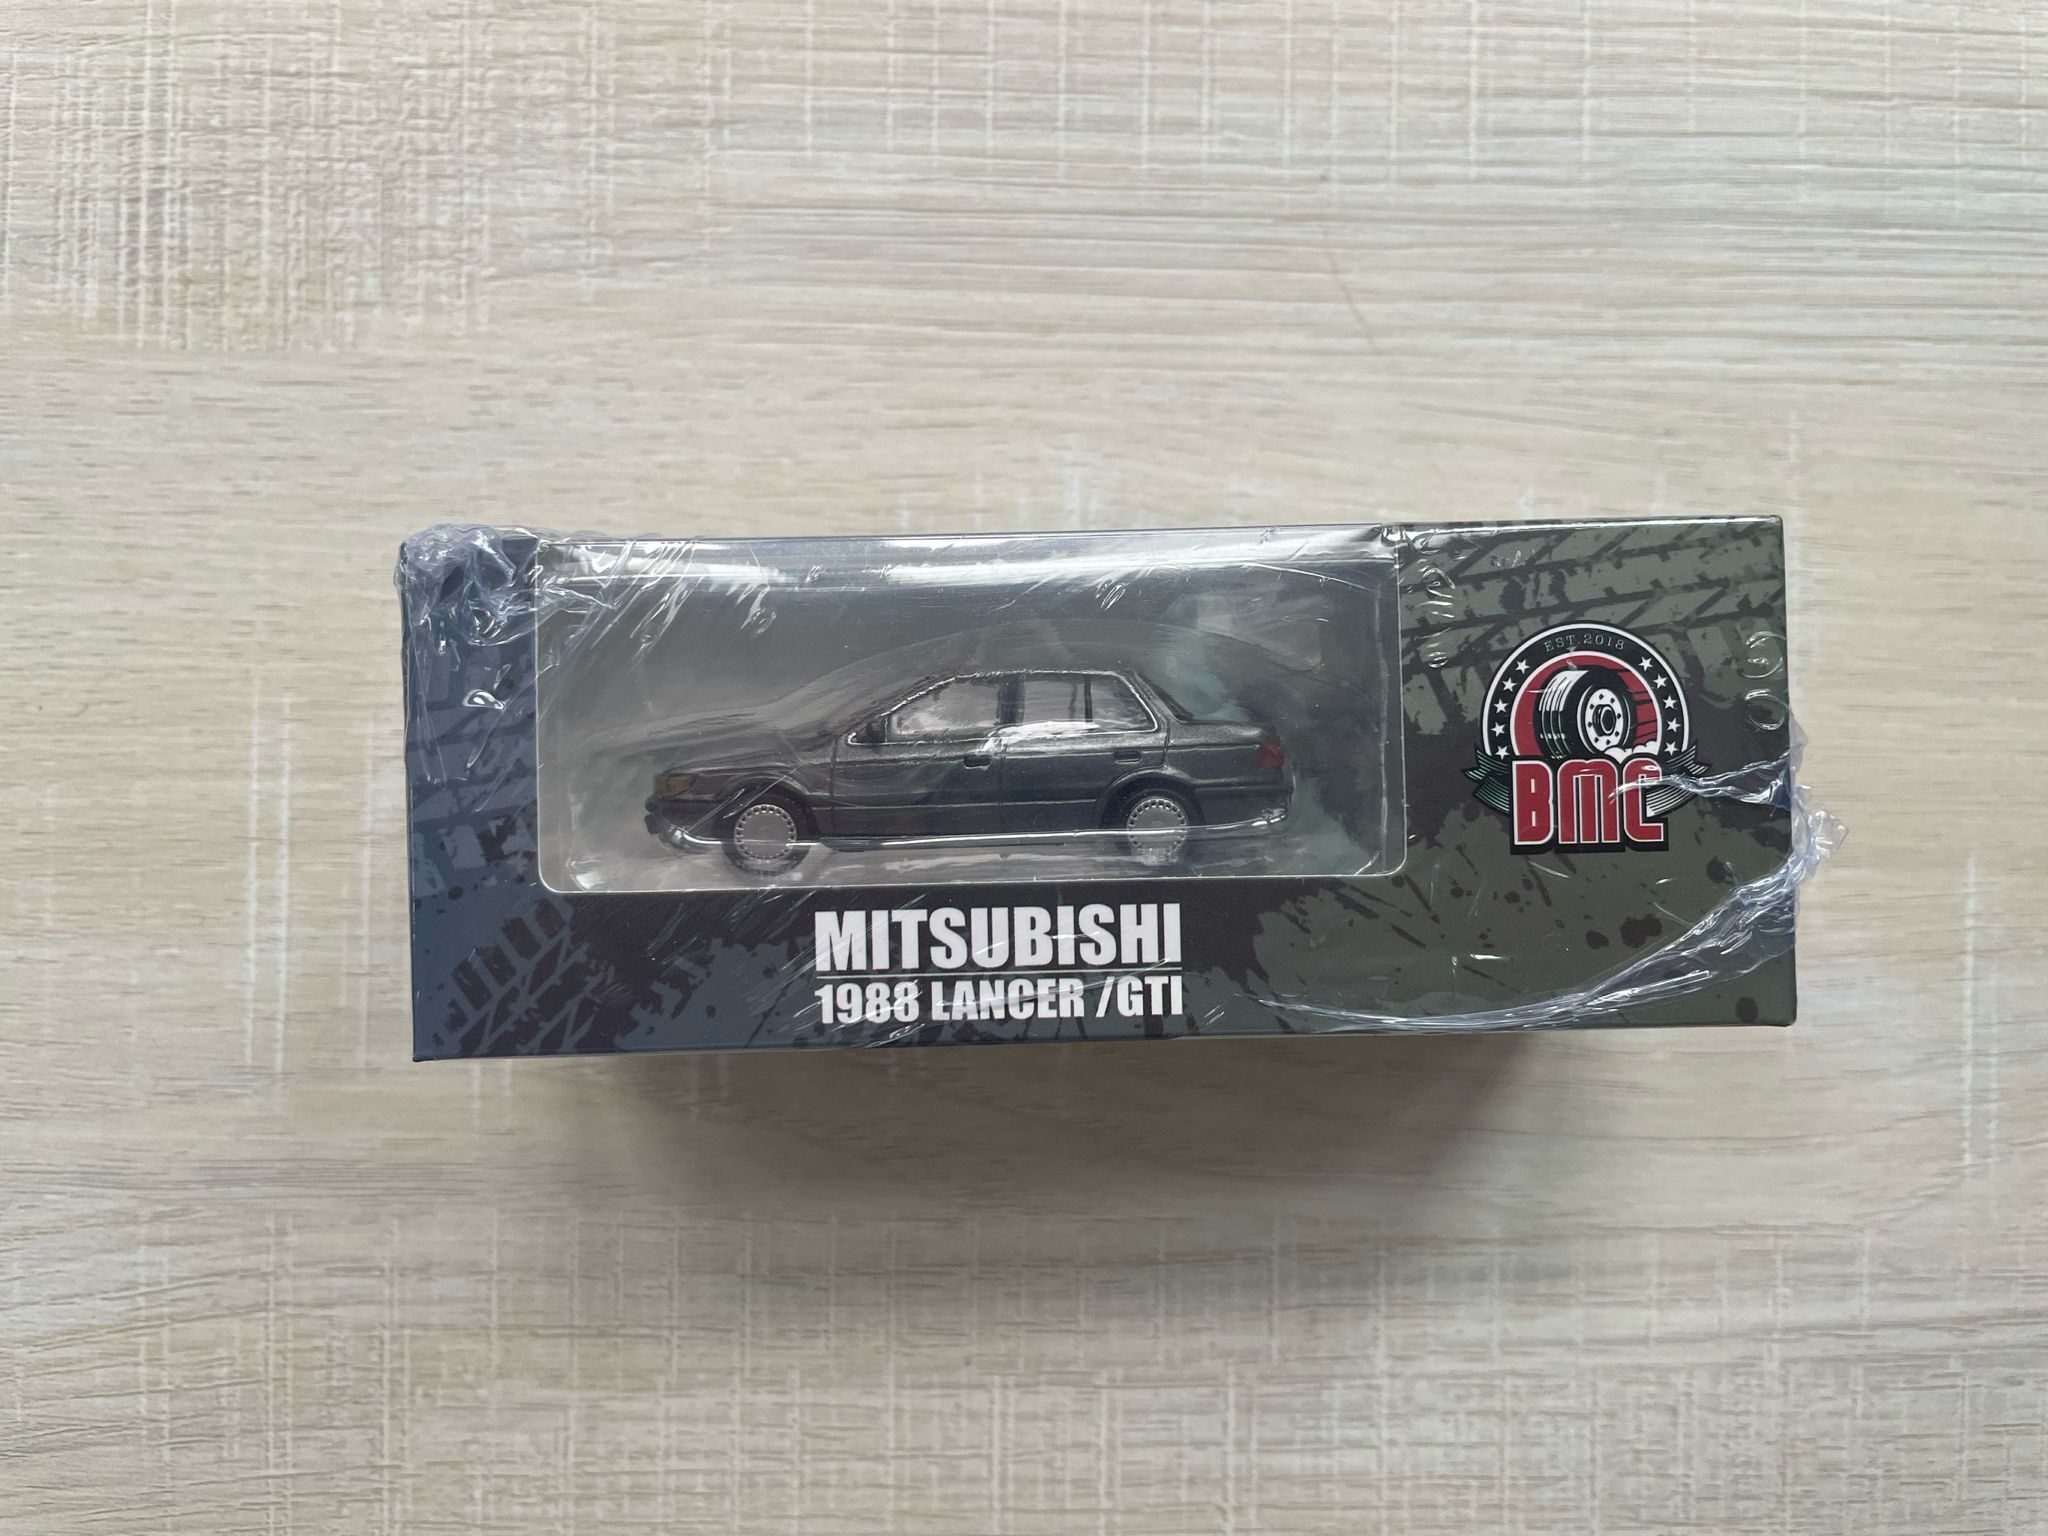 EST.2018
BMC
MITSUBISHI
1988 LANCER /GTI